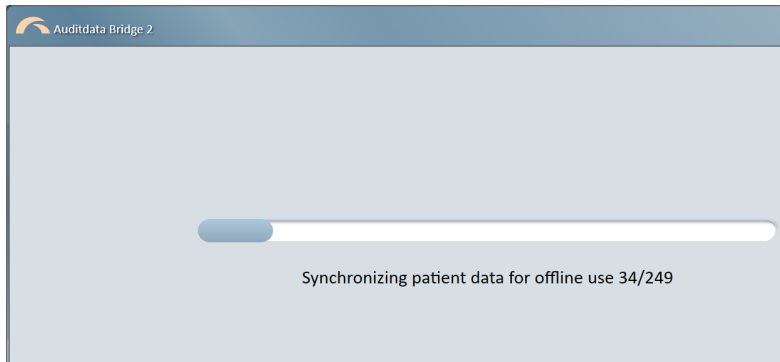 Auditdata Bridge 2
Synchronizing patient data for offline use 34/249